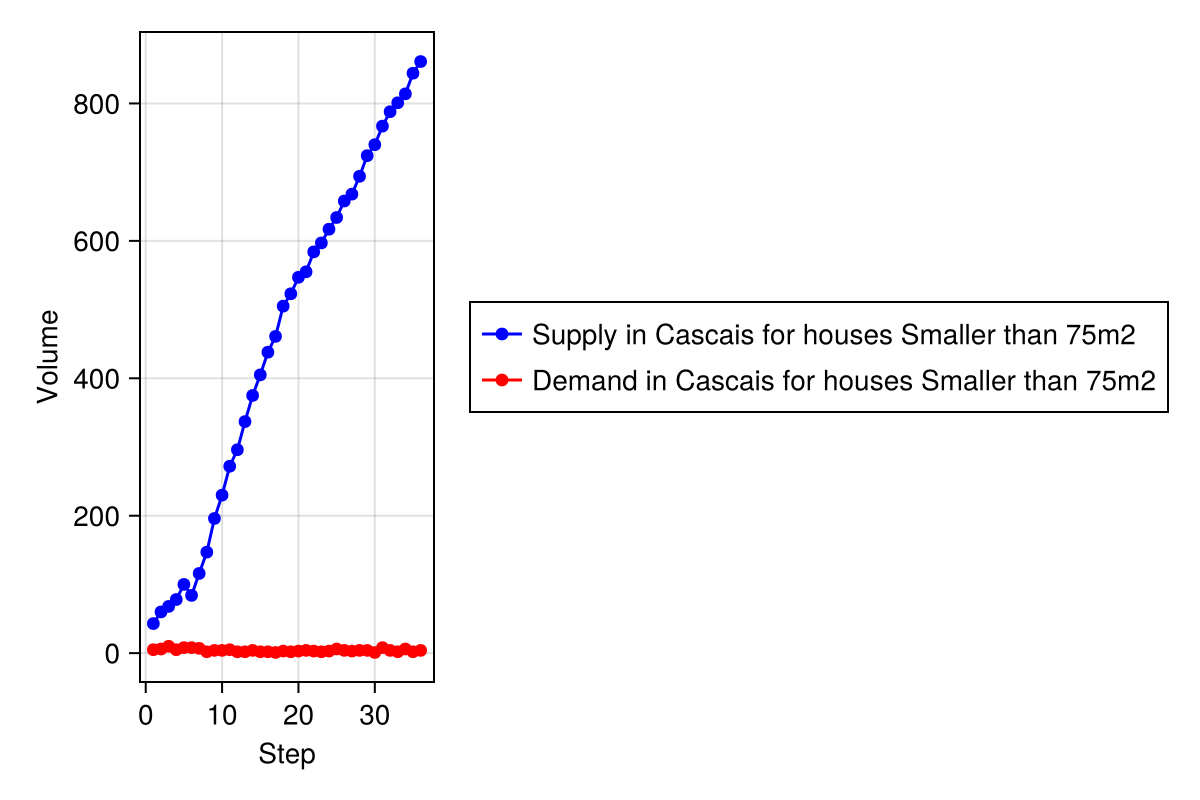 800
600
400
200
0
Volume
0 10 20 30
Step
Supply in Cascais for houses Smaller than 75m2
Demand in Cascais for houses Smaller than 75m2